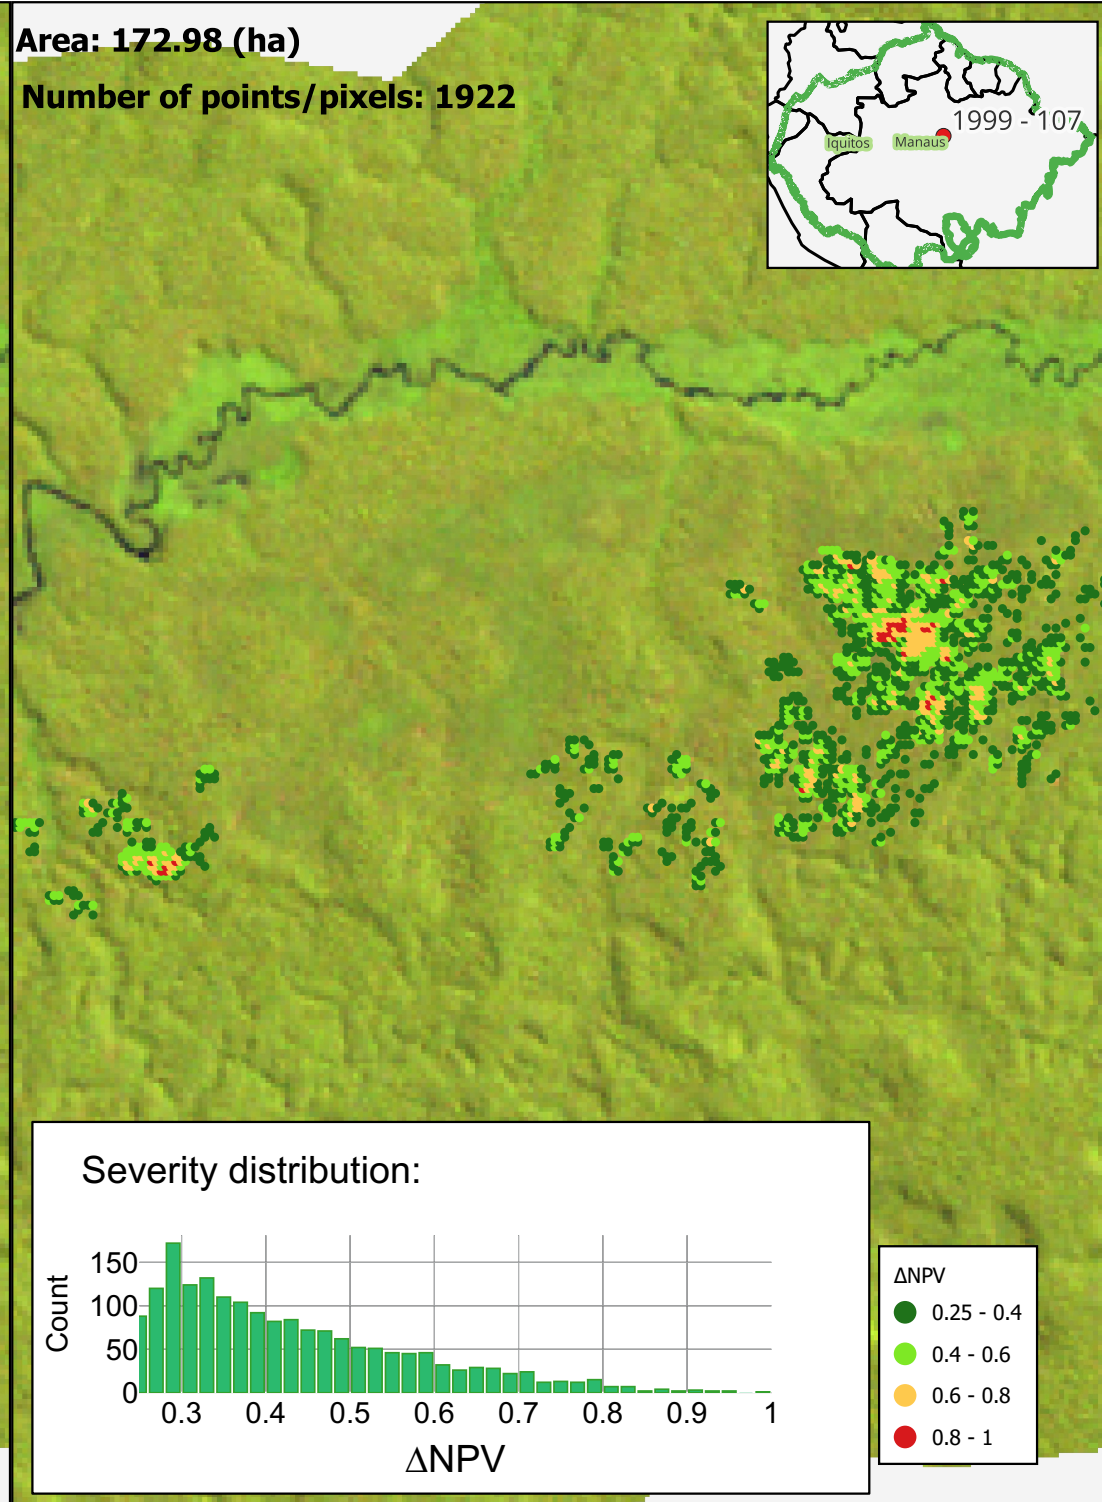 Area: 172.98 (ha)
Number of points/pixels: 1922
1999 - 107
Iquitos
Manaus
Severity distribution:
150
100
50
0
Count
0.3 0.4 0.5 0.6 0.7 0.8 0.9 1
ΔNPV
ΔNPV
0.25 - 0.4
0.4 - 0.6
0.6 - 0.8
0.8 - 1